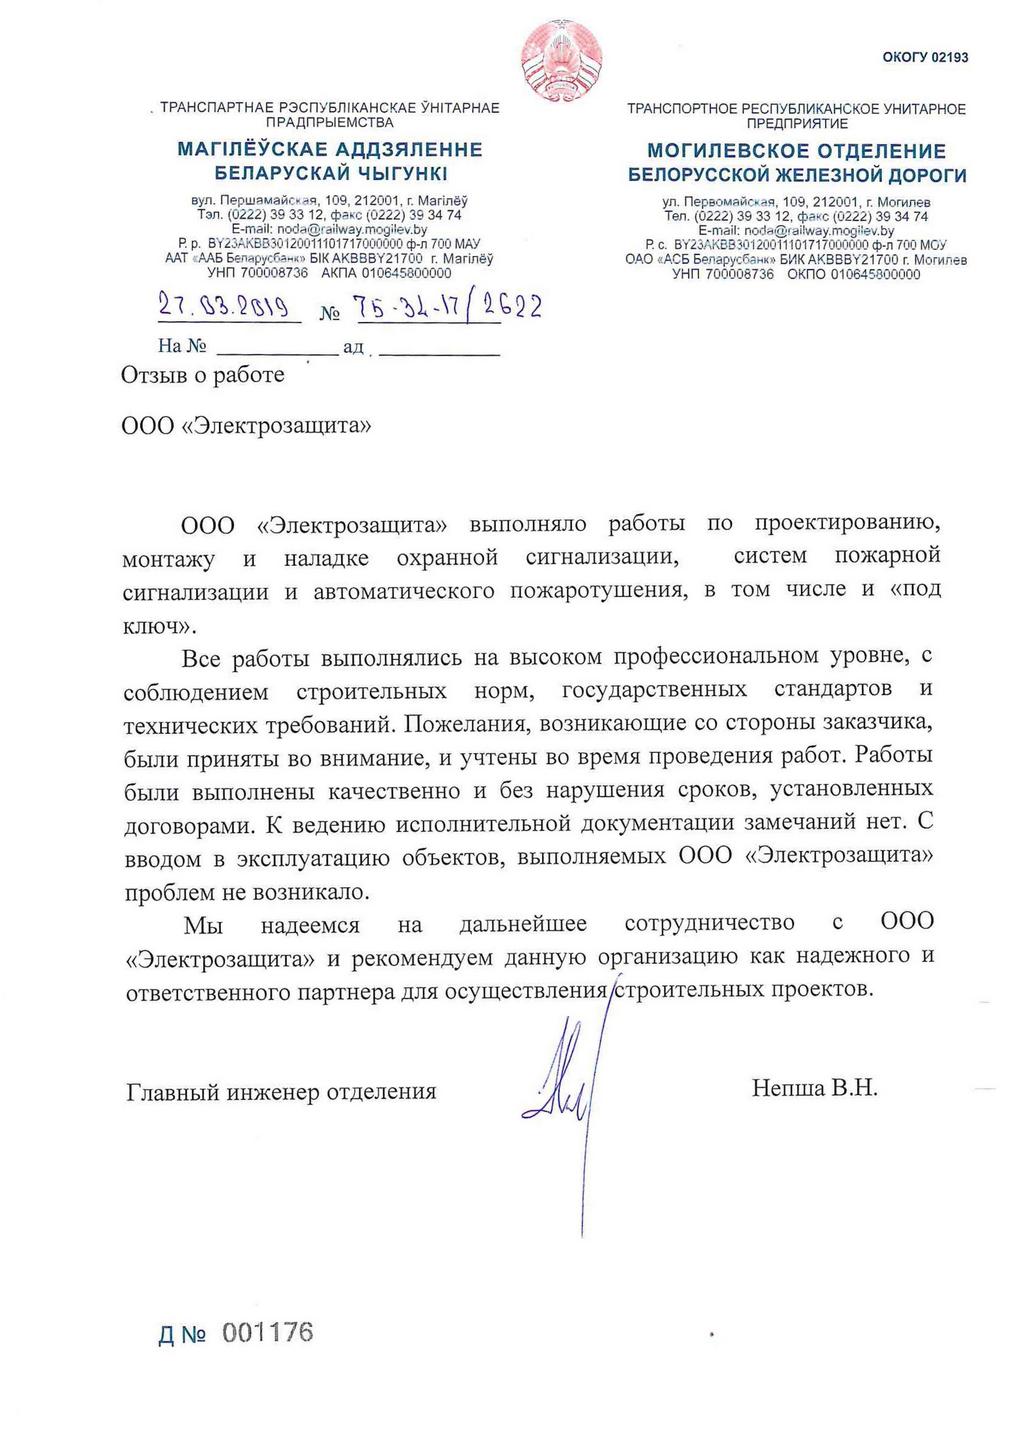 ОКОГУ 02193
ТРАНСПАРТНАЕ РЭСПУБЛІКАНСКАЕ ЎНІТАРНАЕ
ПРАДПРЫЕМСТВА
МАГІЛЁЎСКАЕ АДДЗЯЛЕННЕ
БЕЛАРУСКАЙ ЧЫГУНКІ
вул. Першамайская, 109, 212001, г. Магілёў
Тэл. (0222) 39 33 12, факс (0222) 39 34 74
E-mail: noda@railway.mogilev.by
Р. р. BY23AKBB30120011101717000000 ф-л 700 МАУ
ААТ «ААБ Беларусбанк» БІК AKBBBY21700 г. Магілёў
УНП 700008736 АКПА 010645800000
ТРАНСПОРТНОЕ РЕСПУБЛИКАНСКОЕ УНИТАРНОЕ
ПРЕДПРИЯТИЕ
МОГИЛЕВСКОЕ ОТДЕЛЕНИЕ
БЕЛОРУССКОЙ ЖЕЛЕЗНОЙ ДОРОГИ
ул. Первомайская, 109, 212001, г. Могилев
Тел. (0222) 39 33 12, факс (0222) 39 34 74
E-mail: noda@railway.mogilev.by
Р. с. BY23AKBB30120011101717000000 ф-л 700 МОУ
ОАО «АСБ Беларусбанк» БИК AKBBBY21700 г. Могилев
УНП 700008736 ОКПО 010645800000
27.03.2019 № 75-32-17/2622
На № ____________ ад ____________
Отзыв о работе
ООО «Электрозащита»
ООО «Электрозащита» выполняло работы по проектированию,
монтажу и наладке охранной сигнализации, систем пожарной
сигнализации и автоматического пожаротушения, в том числе и «под
ключ».
Все работы выполнялись на высоком профессиональном уровне, с
соблюдением строительных норм, государственных стандартов и
технических требований. Пожелания, возникающие со стороны заказчика,
были приняты во внимание, и учтены во время проведения работ. Работы
были выполнены качественно и без нарушения сроков, установленных
договорами. К ведению исполнительной документации замечаний нет. С
вводом в эксплуатацию объектов, выполняемых ООО «Электрозащита»
проблем не возникало.
Мы надеемся на дальнейшее сотрудничество с ООО
«Электрозащита» и рекомендуем данную организацию как надежного и
ответственного партнера для осуществления строительных проектов.
Главный инженер отделения Непша В.Н.
Д № 001176